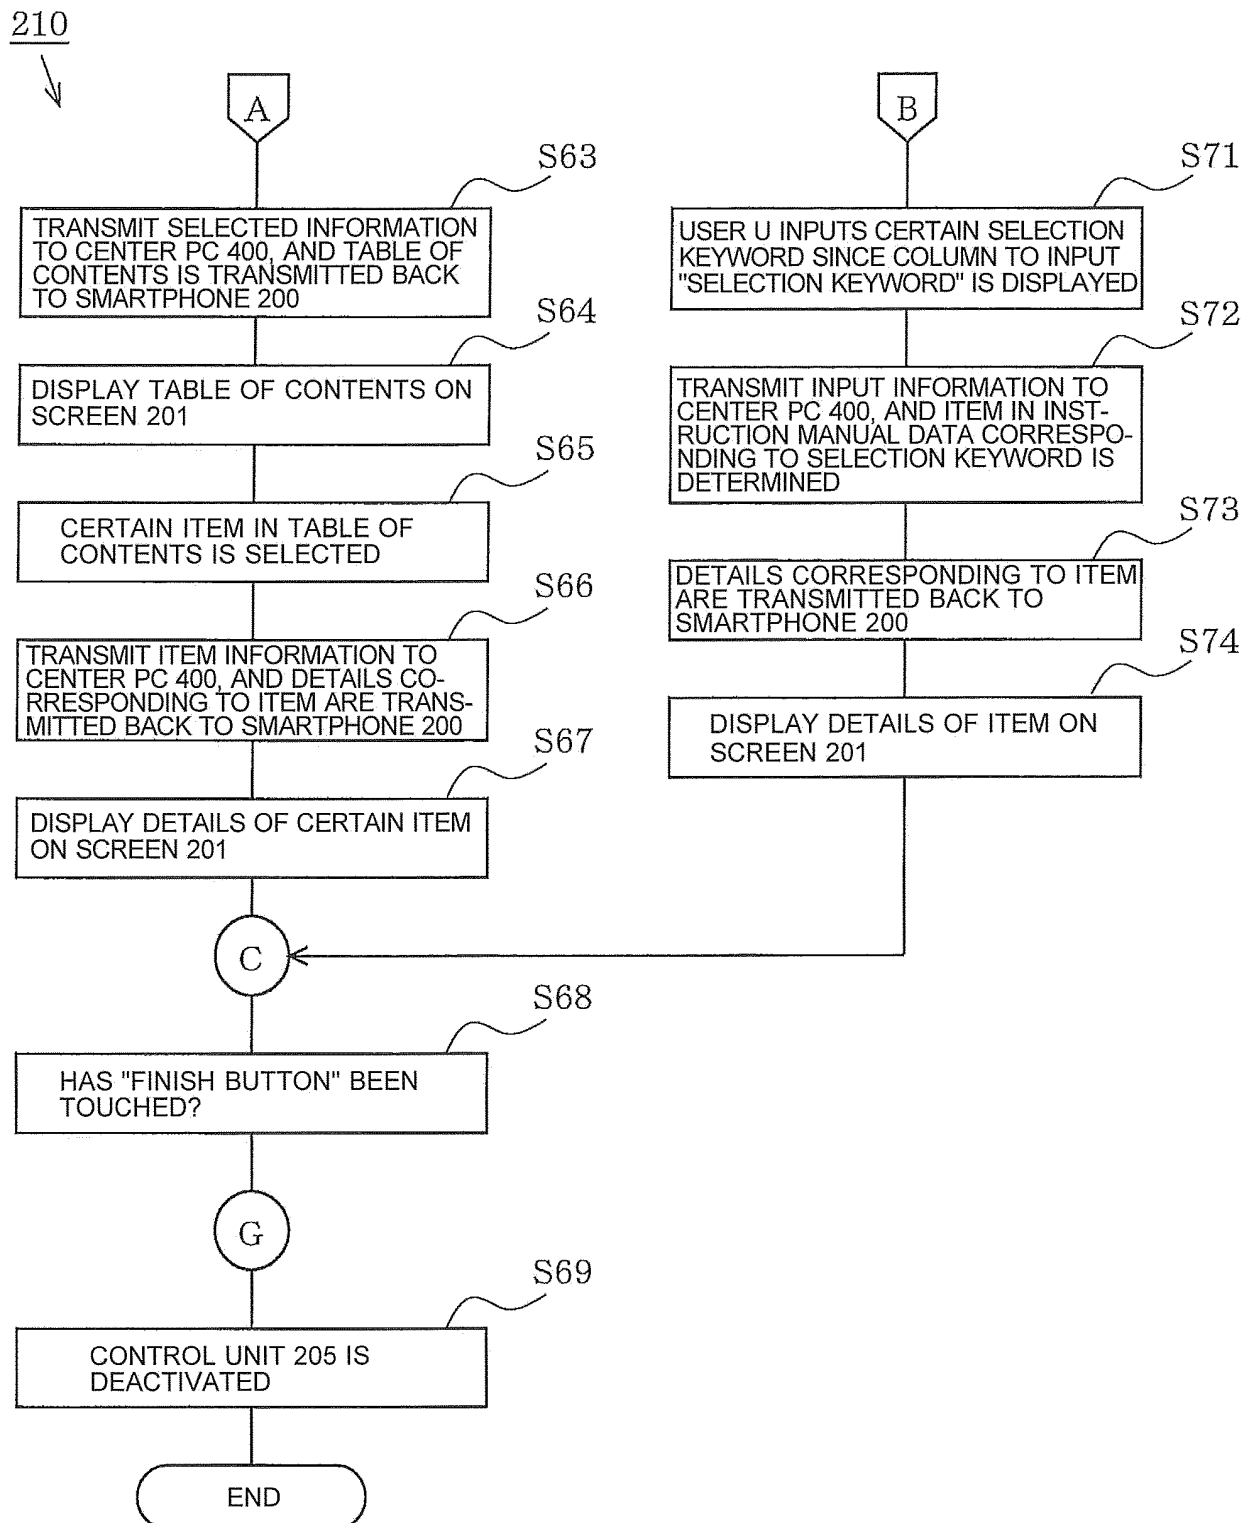 210
A
S63
TRANSMIT SELECTED INFORMATION
TO CENTER PC 400, AND TABLE OF
CONTENTS IS TRANSMITTED BACK
TO SMARTPHONE 200
S64
DISPLAY TABLE OF CONTENTS ON
SCREEN 201
S65
CERTAIN ITEM IN TABLE OF
CONTENTS IS SELECTED
S66
TRANSMIT ITEM INFORMATION TO
CENTER PC 400, AND DETAILS CO-
RRESPONDING TO ITEM ARE TRANS-
MITTED BACK TO SMARTPHONE 200
S67
DISPLAY DETAILS OF CERTAIN ITEM
ON SCREEN 201
B
S71
USER U INPUTS CERTAIN SELECTION
KEYWORD SINCE COLUMN TO INPUT
"SELECTION KEYWORD" IS DISPLAYED
S72
TRANSMIT INPUT INFORMATION TO
CENTER PC 400, AND ITEM IN INST-
RUCTION MANUAL DATA CORRESPO-
NDING TO SELECTION KEYWORD IS
DETERMINED
S73
DETAILS CORRESPONDING TO ITEM
ARE TRANSMITTED BACK TO
SMARTPHONE 200
S74
DISPLAY DETAILS OF ITEM ON
SCREEN 201
C
S68
HAS "FINISH BUTTON" BEEN
TOUCHED?
G
S69
CONTROL UNIT 205 IS
DEACTIVATED
END